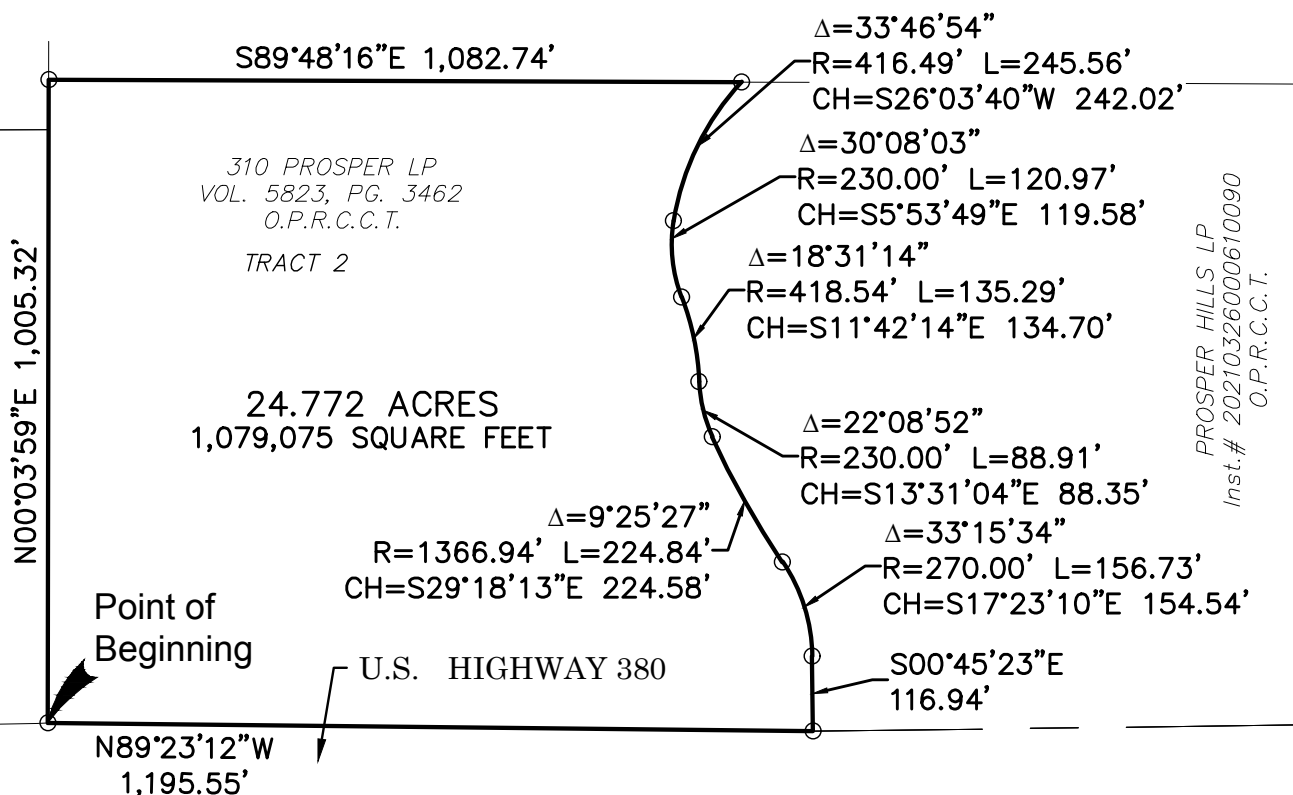 S89°48'16"E 1,082.74'
Δ=33°46'54"
R=416.49' L=245.56'
CH=S26°03'40"W 242.02'
Δ=30°08'03"
R=230.00' L=120.97'
CH=S5°53'49"E 119.58'
310 PROSPER LP
VOL. 5823, PG. 3462
O.P.R.C.C.T.
TRACT 2
Δ=18°31'14"
R=418.54' L=135.29'
CH=S11°42'14"E 134.70'
PROSPER HILLS LP
Inst.# 20210326000610090
O.P.R.C.C.T.
N00°03'59"E 1,005.32'
24.772 ACRES
1,079,075 SQUARE FEET
Δ=22°08'52"
R=230.00' L=88.91'
CH=S13°31'04"E 88.35'
Δ=9°25'27"
R=1366.94' L=224.84'
CH=S29°18'13"E 224.58'
Δ=33°15'34"
R=270.00' L=156.73'
CH=S17°23'10"E 154.54'
Point of
Beginning
U.S. HIGHWAY 380
S00°45'23"E
116.94'
N89°23'12"W
1,195.55'